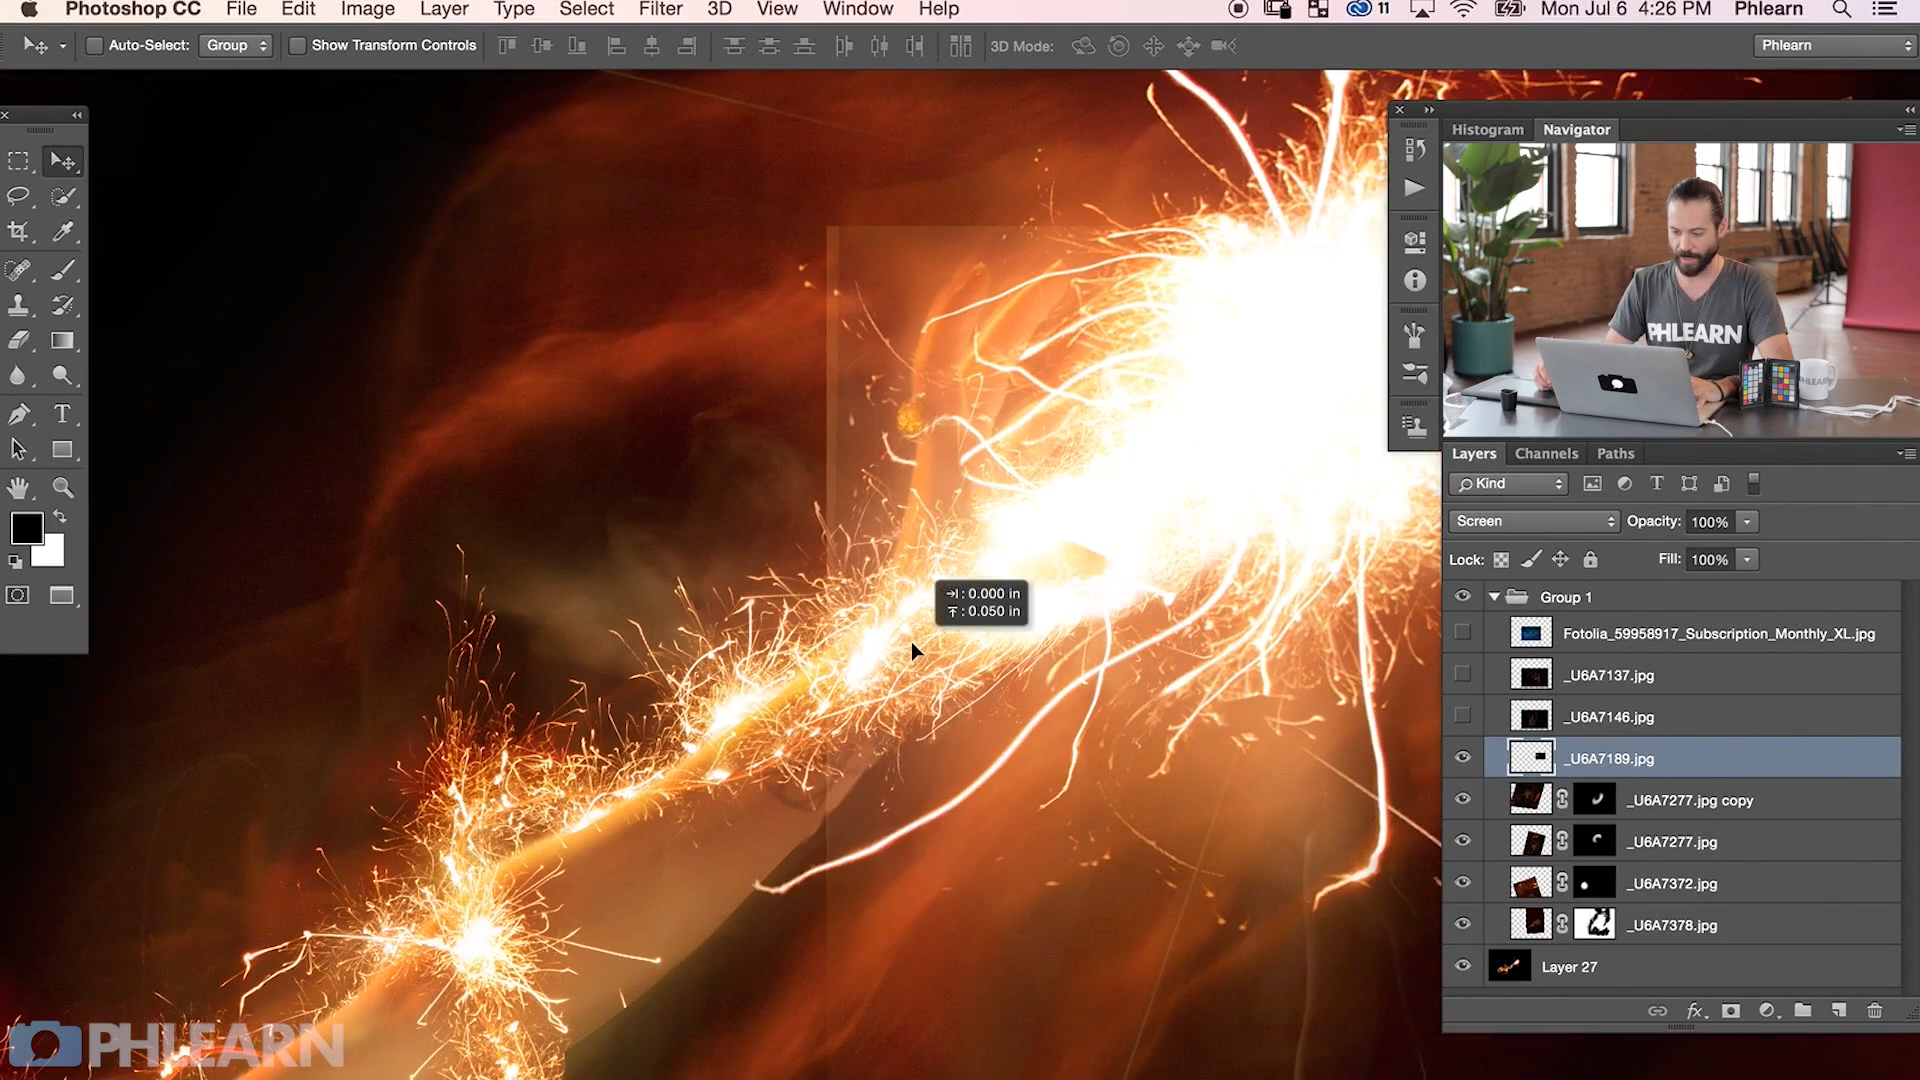 Photoshop CC File Edit Image Layer Type Select Filter 3D View Window Help 11 Mon Jul 6 4:26 PM Phlearn
Auto-Select: Group Show Transform Controls 3D Mode: Phlearn
Histogram Navigator
PHLEARN
PHLEARN
Layers Channels Paths
Kind
Screen Opacity: 100%
Lock: Fill: 100%
Group 1
Fotolia_59958917_Subscription_Monthly_XL.jpg
_U6A7137.jpg
_U6A7146.jpg
_U6A7189.jpg
_U6A7277.jpg copy
_U6A7277.jpg
_U6A7372.jpg
_U6A7378.jpg
Layer 27
: 0.000 in
: 0.050 in
PHLEARN